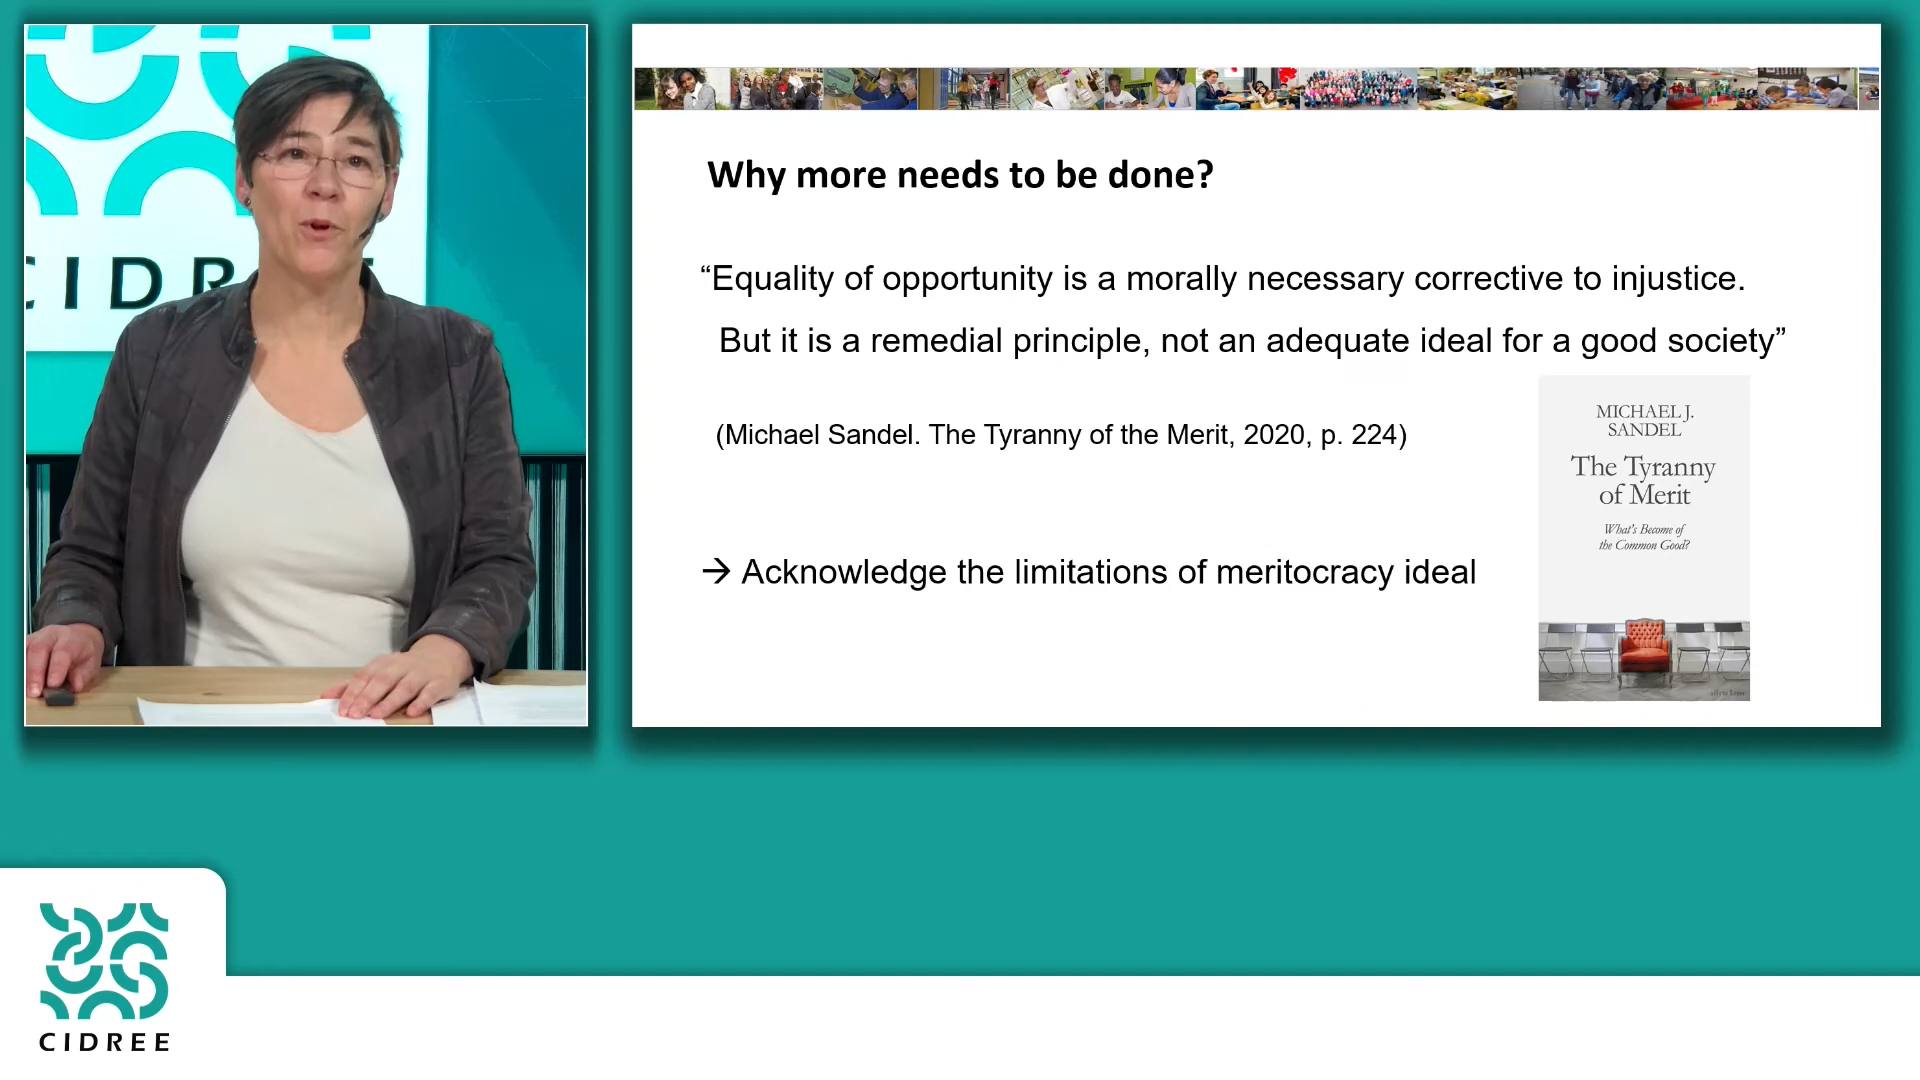 CIDRE
Why more needs to be done?
“Equality of opportunity is a morally necessary corrective to injustice.
But it is a remedial principle, not an adequate ideal for a good society”
(Michael Sandel. The Tyranny of the Merit, 2020, p. 224)
→ Acknowledge the limitations of meritocracy ideal
MICHAEL J.
SANDEL
The Tyranny
of Merit
What's Become of
the Common Good?
CIDREE